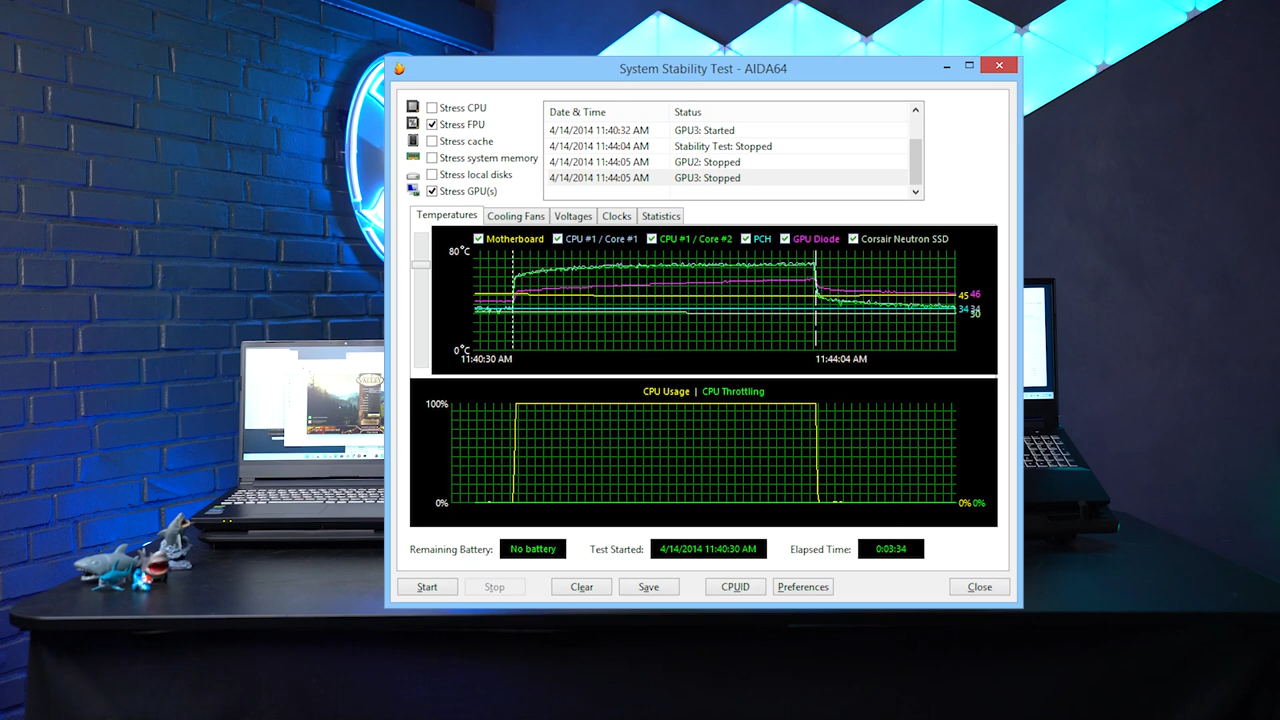 System Stability Test - AIDA64
Stress CPU
Stress FPU
Stress cache
Stress system memory
Stress local disks
Stress GPU(s)
Date & Time Status
4/14/2014 11:40:32 AM GPU3: Started
4/14/2014 11:44:04 AM Stability Test: Stopped
4/14/2014 11:44:05 AM GPU2: Stopped
4/14/2014 11:44:05 AM GPU3: Stopped
Temperatures Cooling Fans Voltages Clocks Statistics
Motherboard CPU #1 / Core #1 CPU #1 / Core #2 PCH GPU Diode Corsair Neutron SSD
80°C
45 46
34
30
0°C
11:40:30 AM 11:44:04 AM
CPU Usage | CPU Throttling
100%
0% 0% 0%
Remaining Battery: No battery Test Started: 4/14/2014 11:40:30 AM Elapsed Time: 0:03:34
Start Stop Clear Save CPUID Preferences Close
VALLEY